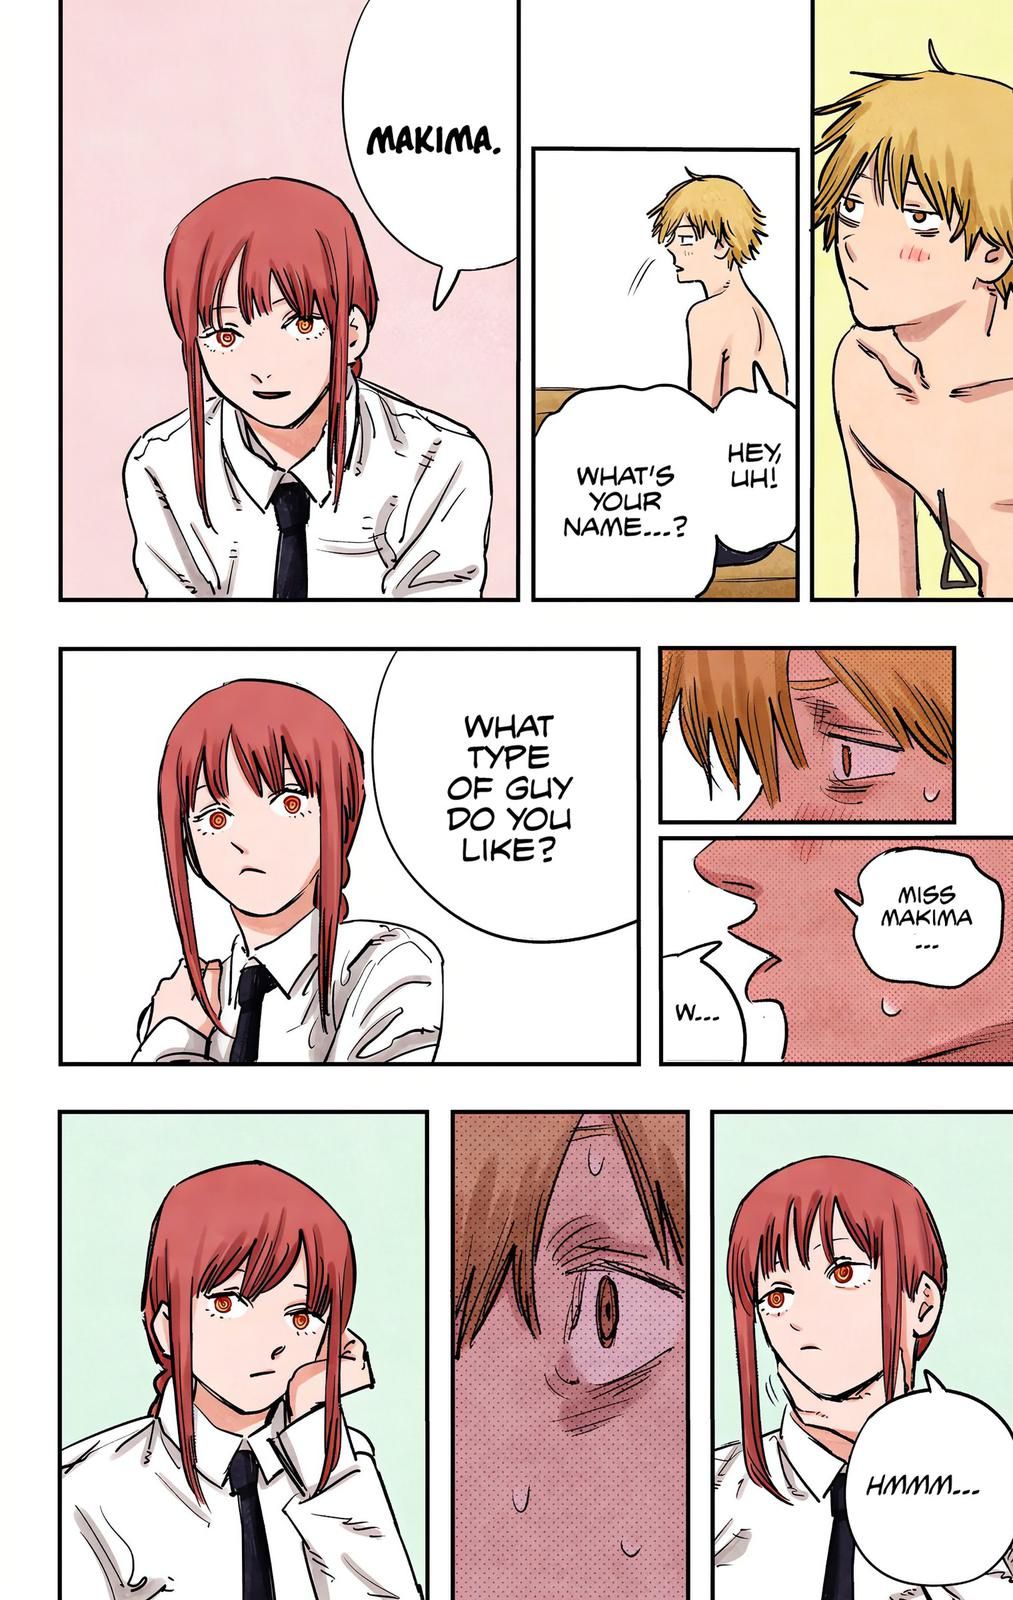 HEY,
UH!
WHAT'S
YOUR
NAME...?
MAKIMA.
MISS
MAKIMA
...
W...
WHAT
TYPE
OF GUY
DO YOU
LIKE?
HMMM...